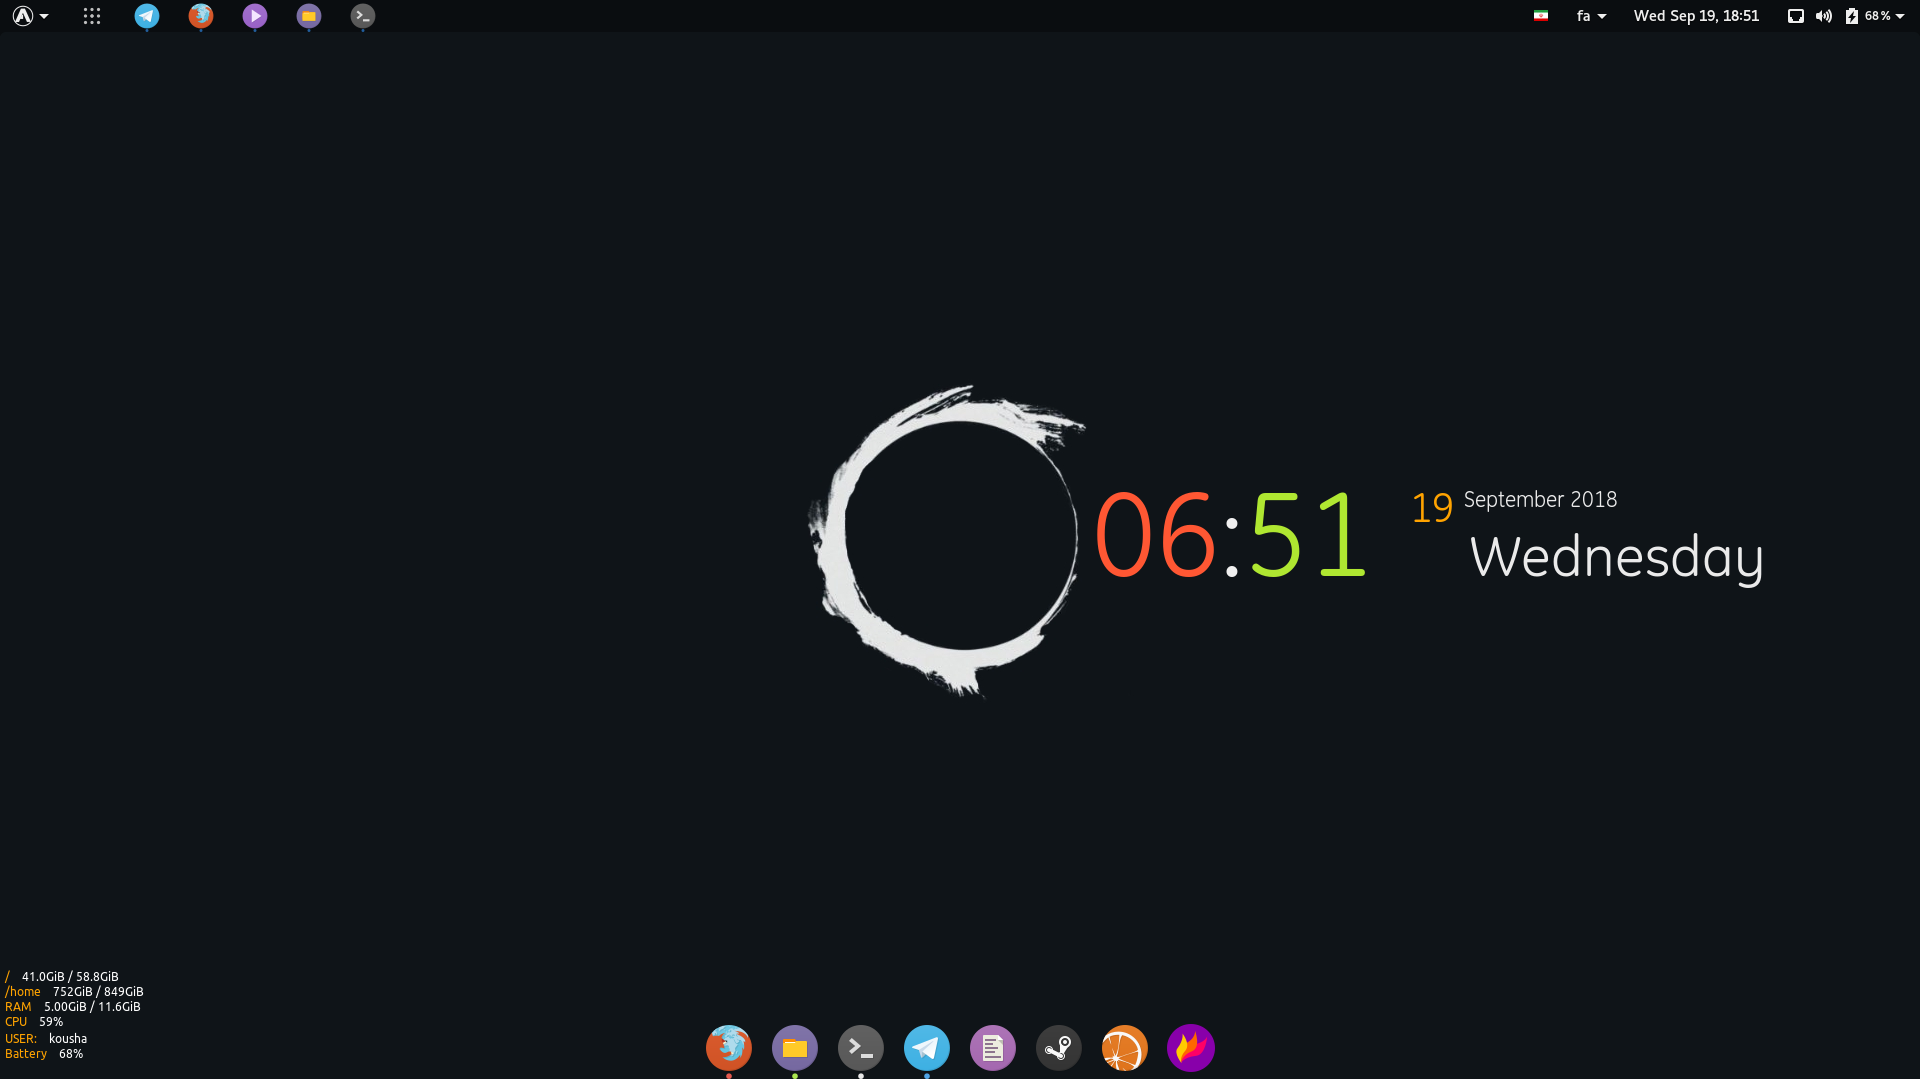 fa
Wed Sep 19, 18:51
68 %
06:51
19 September 2018
Wednesday
/ 41.0GiB / 58.8GiB
/home 752GiB / 849GiB
RAM 5.00GiB / 11.6GiB
CPU 59%
USER: kousha
Battery 68%